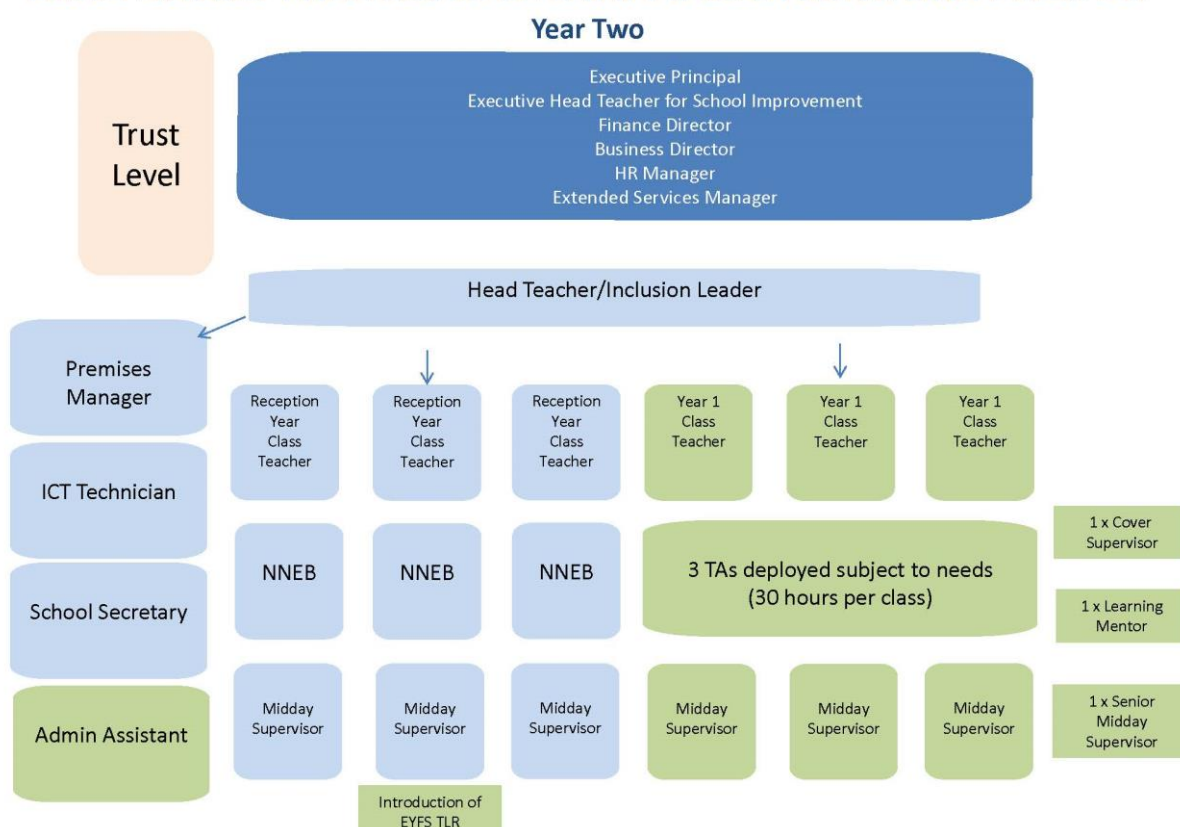 Year Two
Trust
Level
Executive Principal
Executive Head Teacher for School Improvement
Finance Director
Business Director
HR Manager
Extended Services Manager
Head Teacher/Inclusion Leader
Premises
Manager
ICT Technician
School Secretary
Admin Assistant
Reception
Year
Class
Teacher
Reception
Year
Class
Teacher
Reception
Year
Class
Teacher
Year 1
Class
Teacher
Year 1
Class
Teacher
Year 1
Class
Teacher
NNEB
NNEB
NNEB
3 TAs deployed subject to needs
(30 hours per class)
1 x Cover
Supervisor
1 x Learning
Mentor
Midday
Supervisor
Midday
Supervisor
Midday
Supervisor
Midday
Supervisor
Midday
Supervisor
Midday
Supervisor
1 x Senior
Midday
Supervisor
Introduction of
EYFS TLR